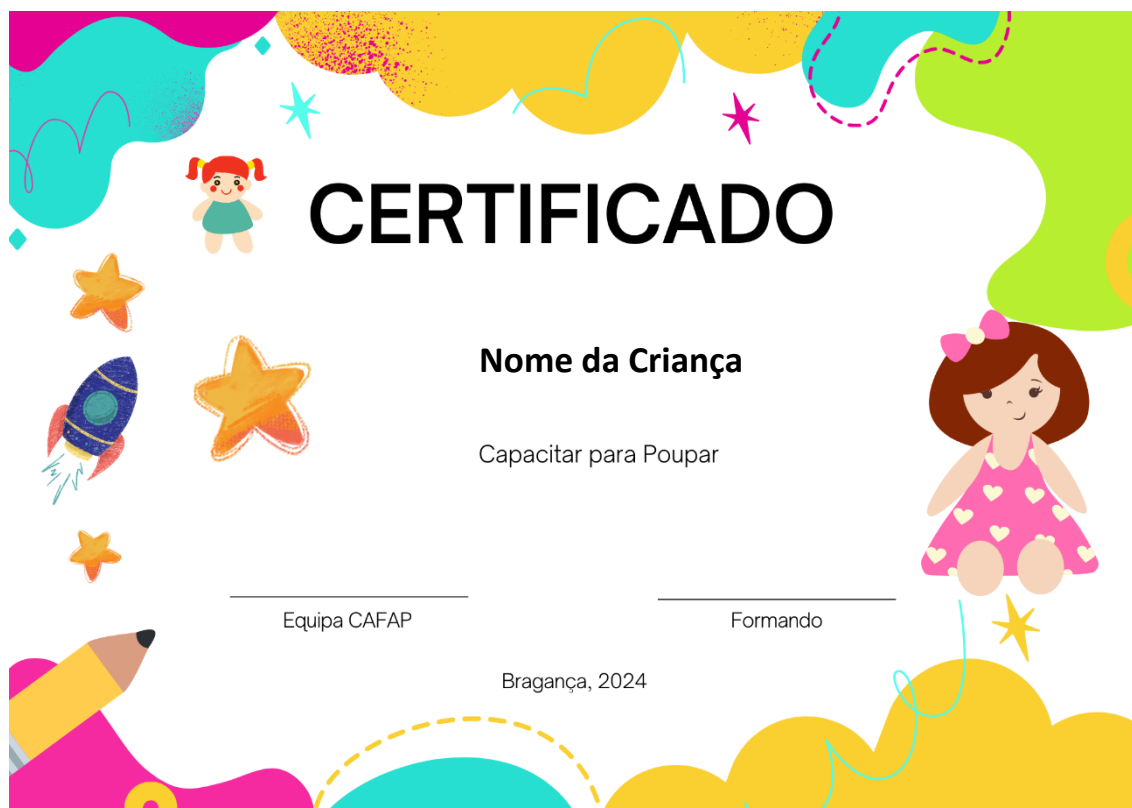 CERTIFICADO
Nome da Criança
Capacitar para Poupar
Equipa CAFAP
Formando
Bragança, 2024